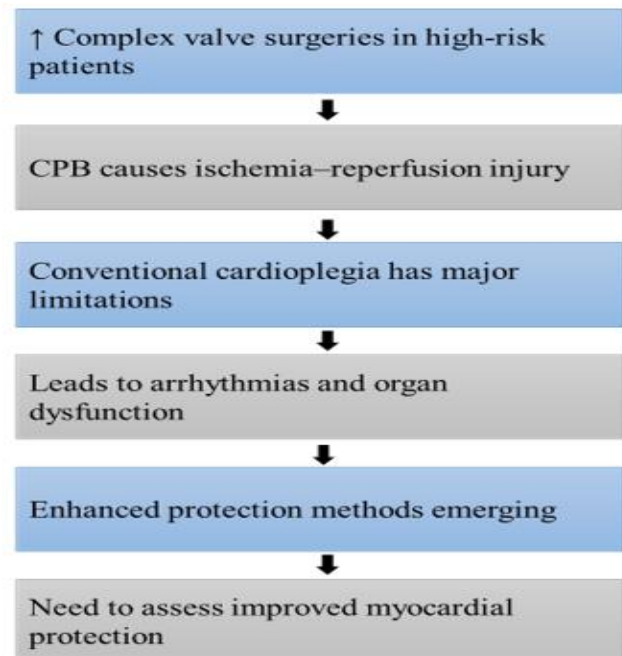 ↑ Complex valve surgeries in high-risk
patients
CPB causes ischemia–reperfusion injury
Conventional cardioplegia has major
limitations
Leads to arrhythmias and organ
dysfunction
Enhanced protection methods emerging
Need to assess improved myocardial
protection